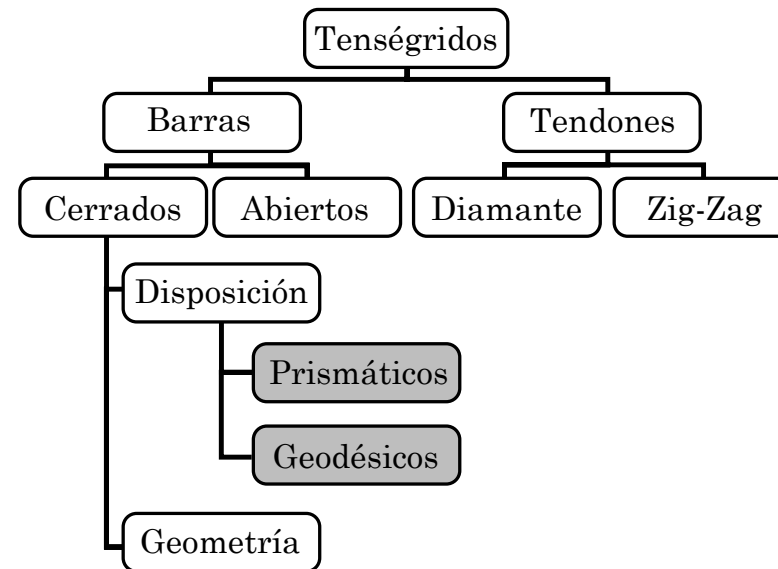 Tenségridos
Barras
Tendones
Cerrados
Abiertos
Diamante
Zig-Zag
Disposición
Prismáticos
Geodésicos
Geometría